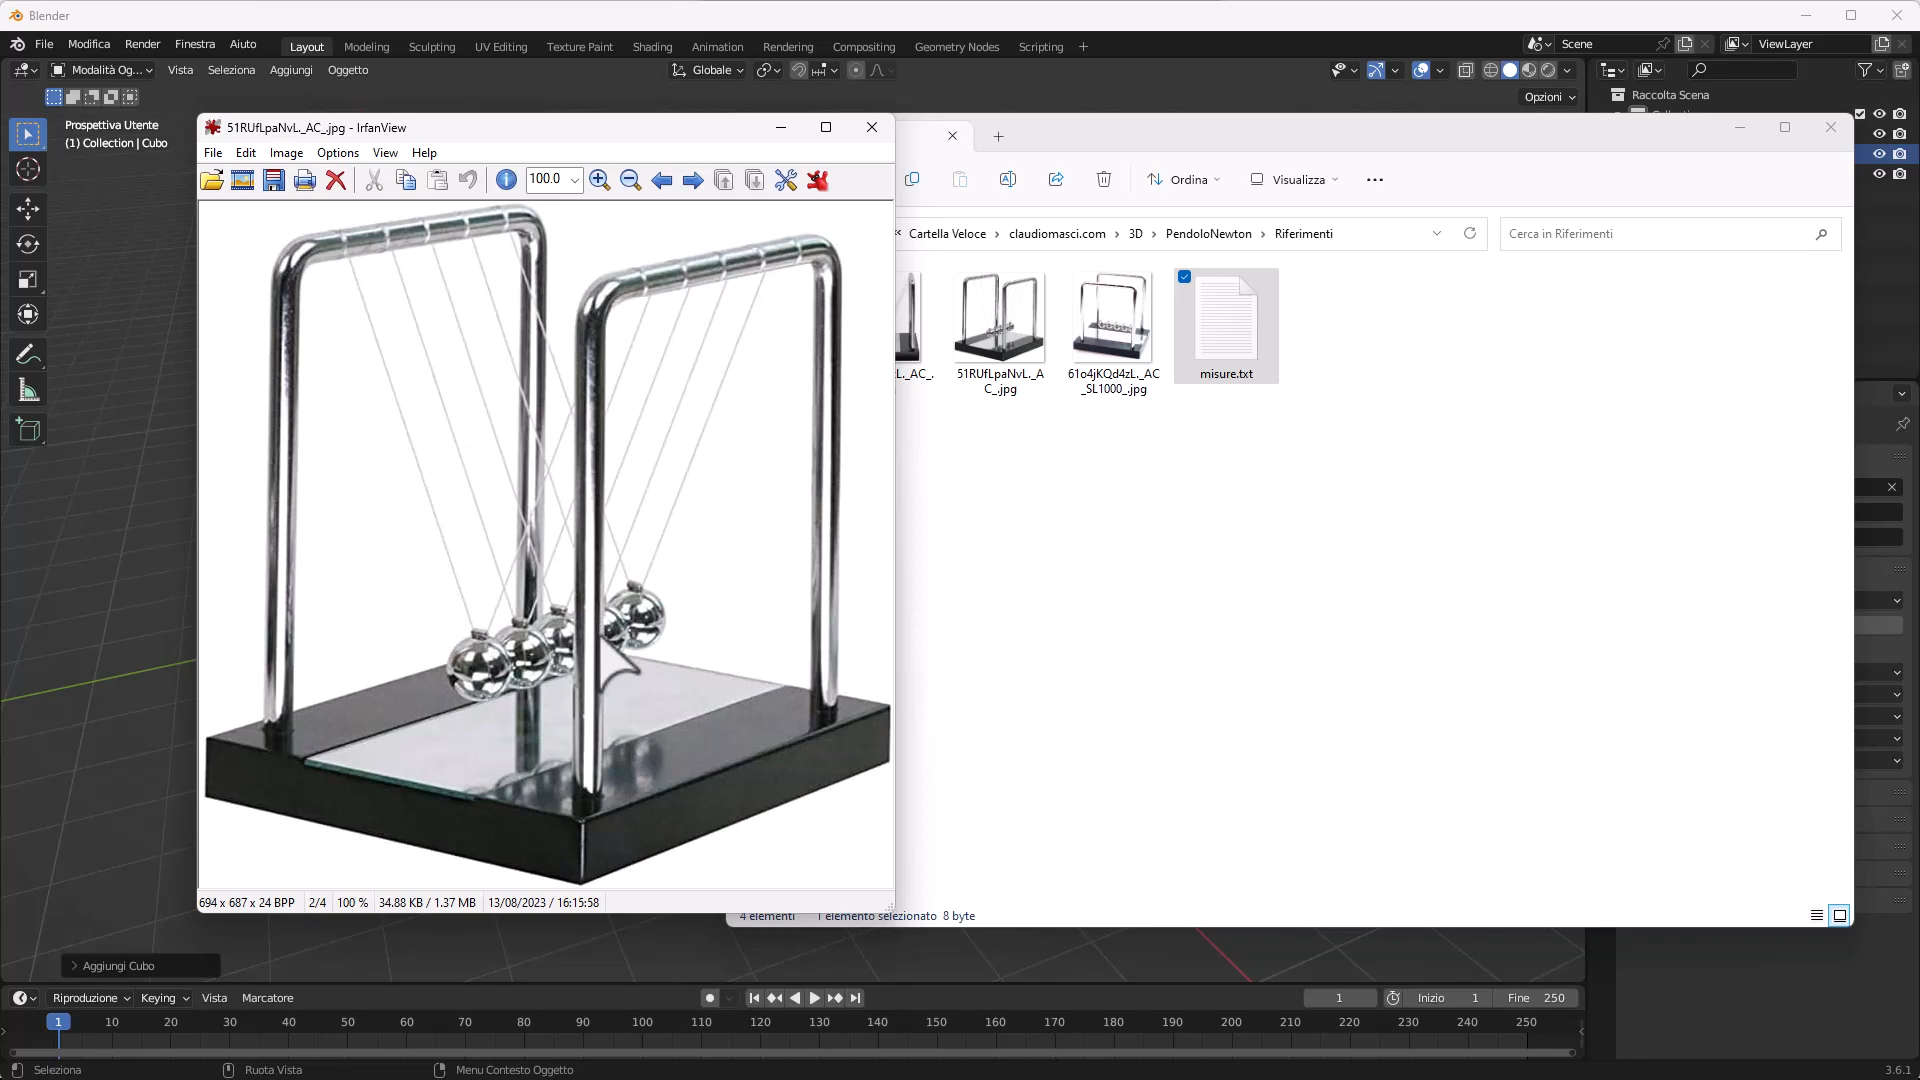 Blender
File Modifica Render Finestra Aiuto
Layout Modeling Sculpting UV Editing Texture Paint Shading Animation Rendering Compositing Geometry Nodes Scripting
Scene ViewLayer
Modalità Og... Vista Seleziona Aggiungi Oggetto
Globale
Opzioni
Raccolta Scena
Prospettiva Utente
(1) Collection | Cubo
51RUfLpaNvL._AC_.jpg - IrfanView
File Edit Image Options View Help
100.0
Ordina Visualizza
Cartella Veloce claudiomasci.com 3D PendoloNewton Riferimenti
Cerca in Riferimenti
L._AC_.
51RUfLpaNvL._A
C_.jpg
61o4jKQd4zL._AC
_SL1000_.jpg
misure.txt
694 x 687 x 24 BPP 2/4 100 % 34.88 KB / 1.37 MB 13/08/2023 / 16:15:58
4 elementi 1 elemento selezionato 8 byte
Aggiungi Cubo
Riproduzione Keying Vista Marcatore
1 Inizio 1 Fine 250
1 10 20 30 40 50 60 70 80 90 100 110 120 130 140 150 160 170 180 190 200 210 220 230 240 250
Seleziona Ruota Vista Menu Contesto Oggetto
3.6.1